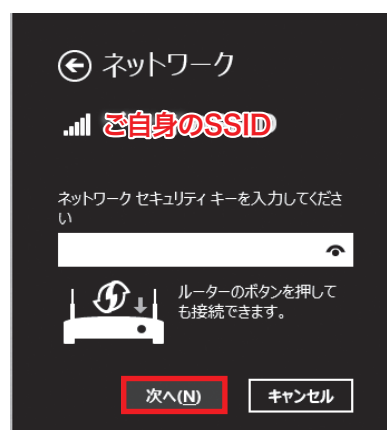 ネットワーク
ご自身のSSID
ネットワーク セキュリティ キーを入力してくださ
い
ルーターのボタンを押して
も接続できます。
次へ(N)
キャンセル